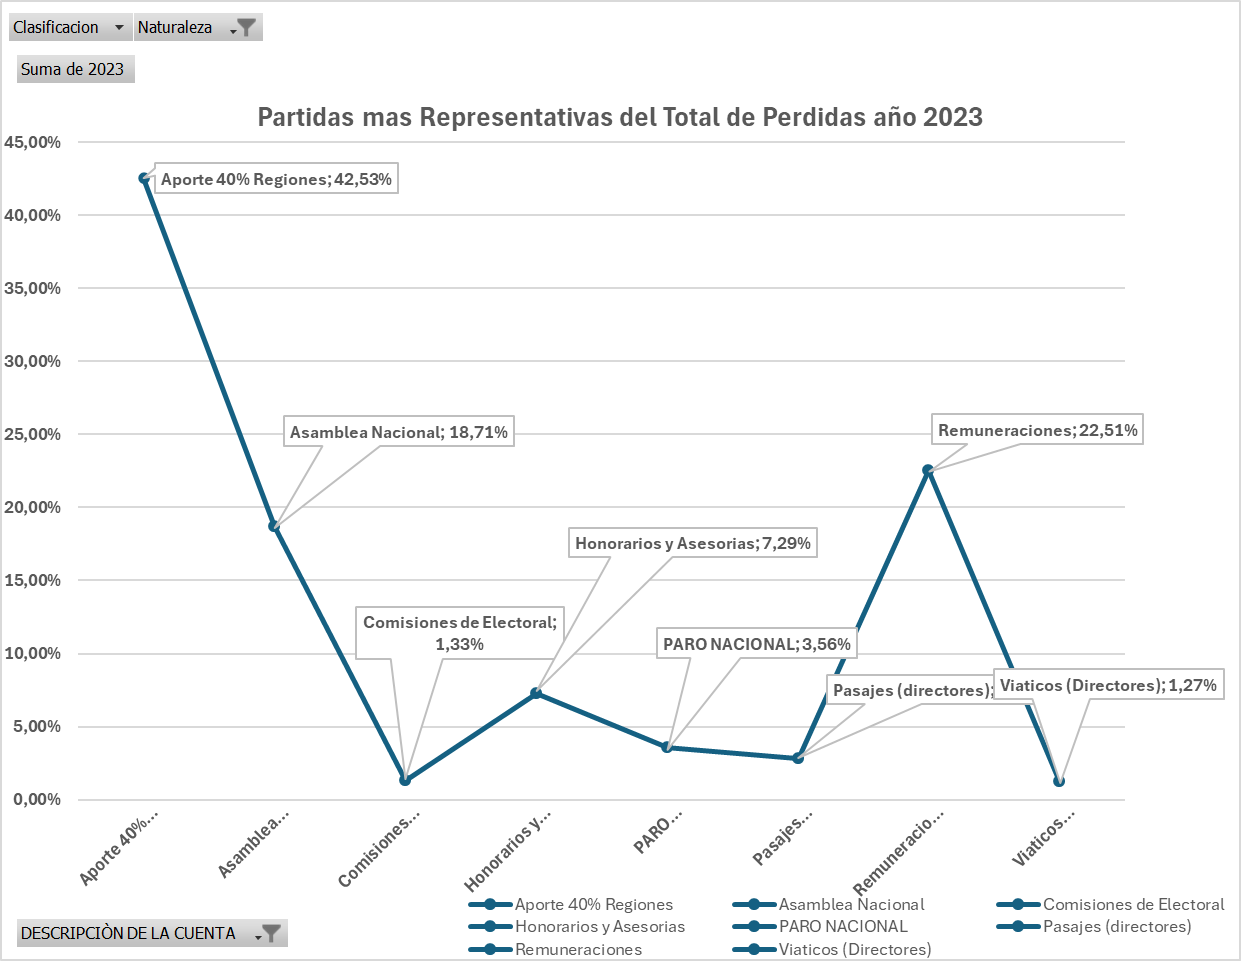 Clasificacion
Naturaleza
Suma de 2023
Partidas mas Representativas del Total de Perdidas año 2023
45,00%
40,00%
35,00%
30,00%
25,00%
20,00%
15,00%
10,00%
5,00%
0,00%
Aporte 40% Regiones; 42,53%
Asamblea Nacional; 18,71%
Comisiones de Electoral;
1,33%
Honorarios y Asesorias; 7,29%
PARO NACIONAL; 3,56%
Pasajes (directores);
Remuneraciones; 22,51%
Viaticos (Directores); 1,27%
Aporte 40%...
Asamblea...
Comisiones...
Honorarios y...
PARO...
Pasajes...
Remuneracio...
Viaticos...
Aporte 40% Regiones
Asamblea Nacional
Comisiones de Electoral
Honorarios y Asesorias
PARO NACIONAL
Pasajes (directores)
Remuneraciones
Viaticos (Directores)
DESCRIPCIÒN DE LA CUENTA